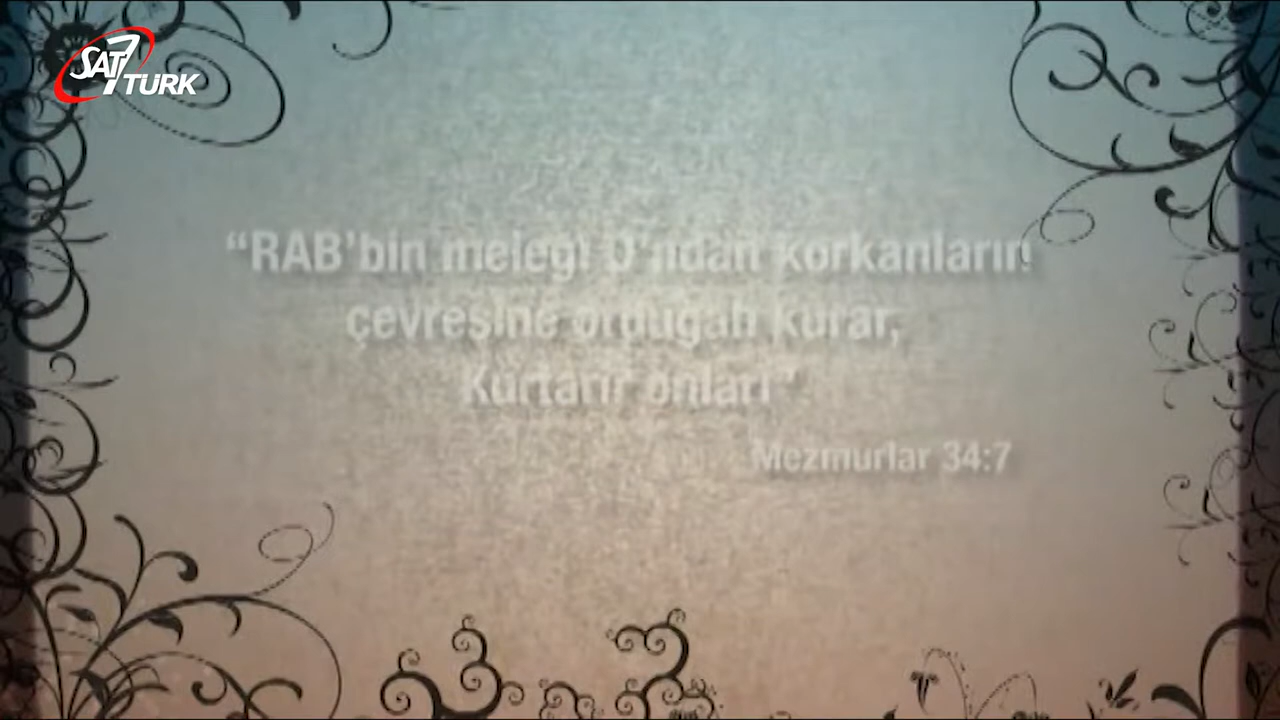 SAT7
TURK
“RAB’bin meleği O’ndan korkanların
çevresine ordugah kurar,
Kurtarır onları”
Mezmurlar 34:7